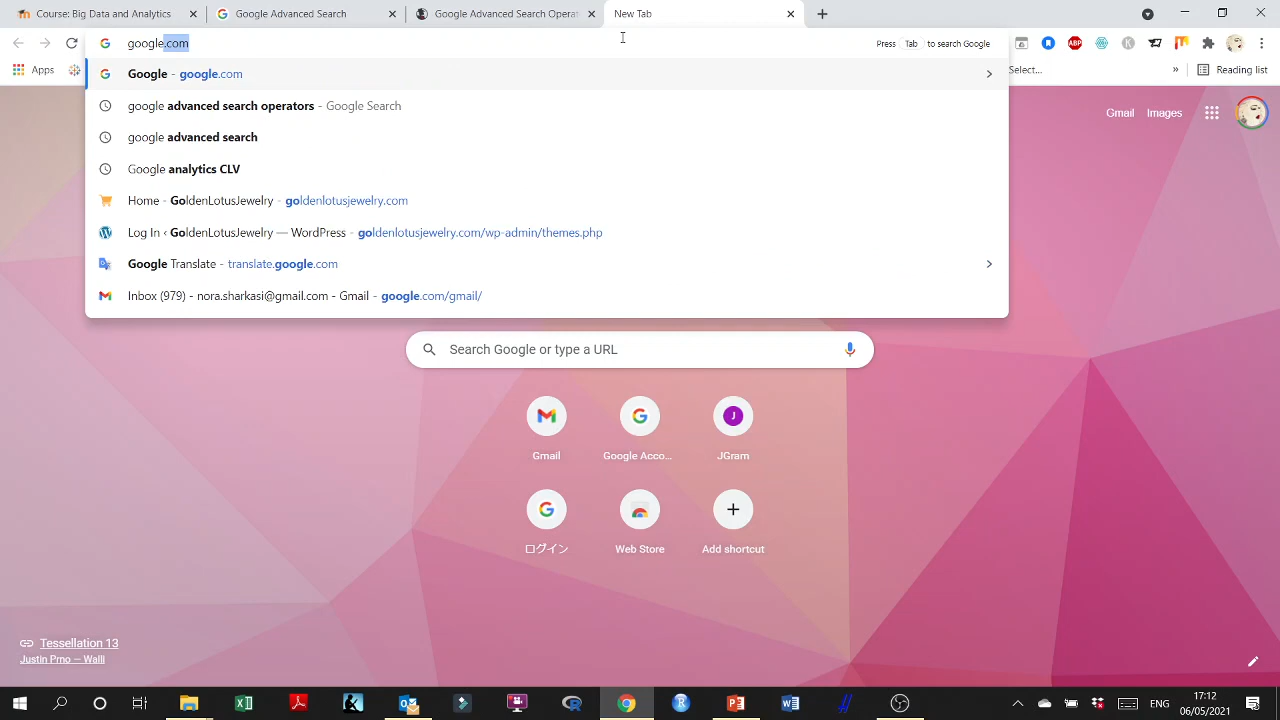 Course: Big Data Analytics
Google Advanced Search
Google Advanced Search Operat
New Tab
google.com
Press Tab to search Google
Google - google.com
google advanced search operators - Google Search
google advanced search
Google analytics CLV
Home - GoldenLotusJewelry - goldenlotusjewelry.com
Log In ‹ GoldenLotusJewelry — WordPress - goldenlotusjewelry.com/wp-admin/themes.php
Google Translate - translate.google.com
Inbox (979) - nora.sharkasi@gmail.com - Gmail - google.com/gmail/
Apps
Select...
»
Reading list
Gmail Images
Search Google or type a URL
Gmail
Google Acco...
J
JGram
ログイン
Web Store
Add shortcut
Tessellation 13
Justin Prno — Walli
ENG
17:12
06/05/2021